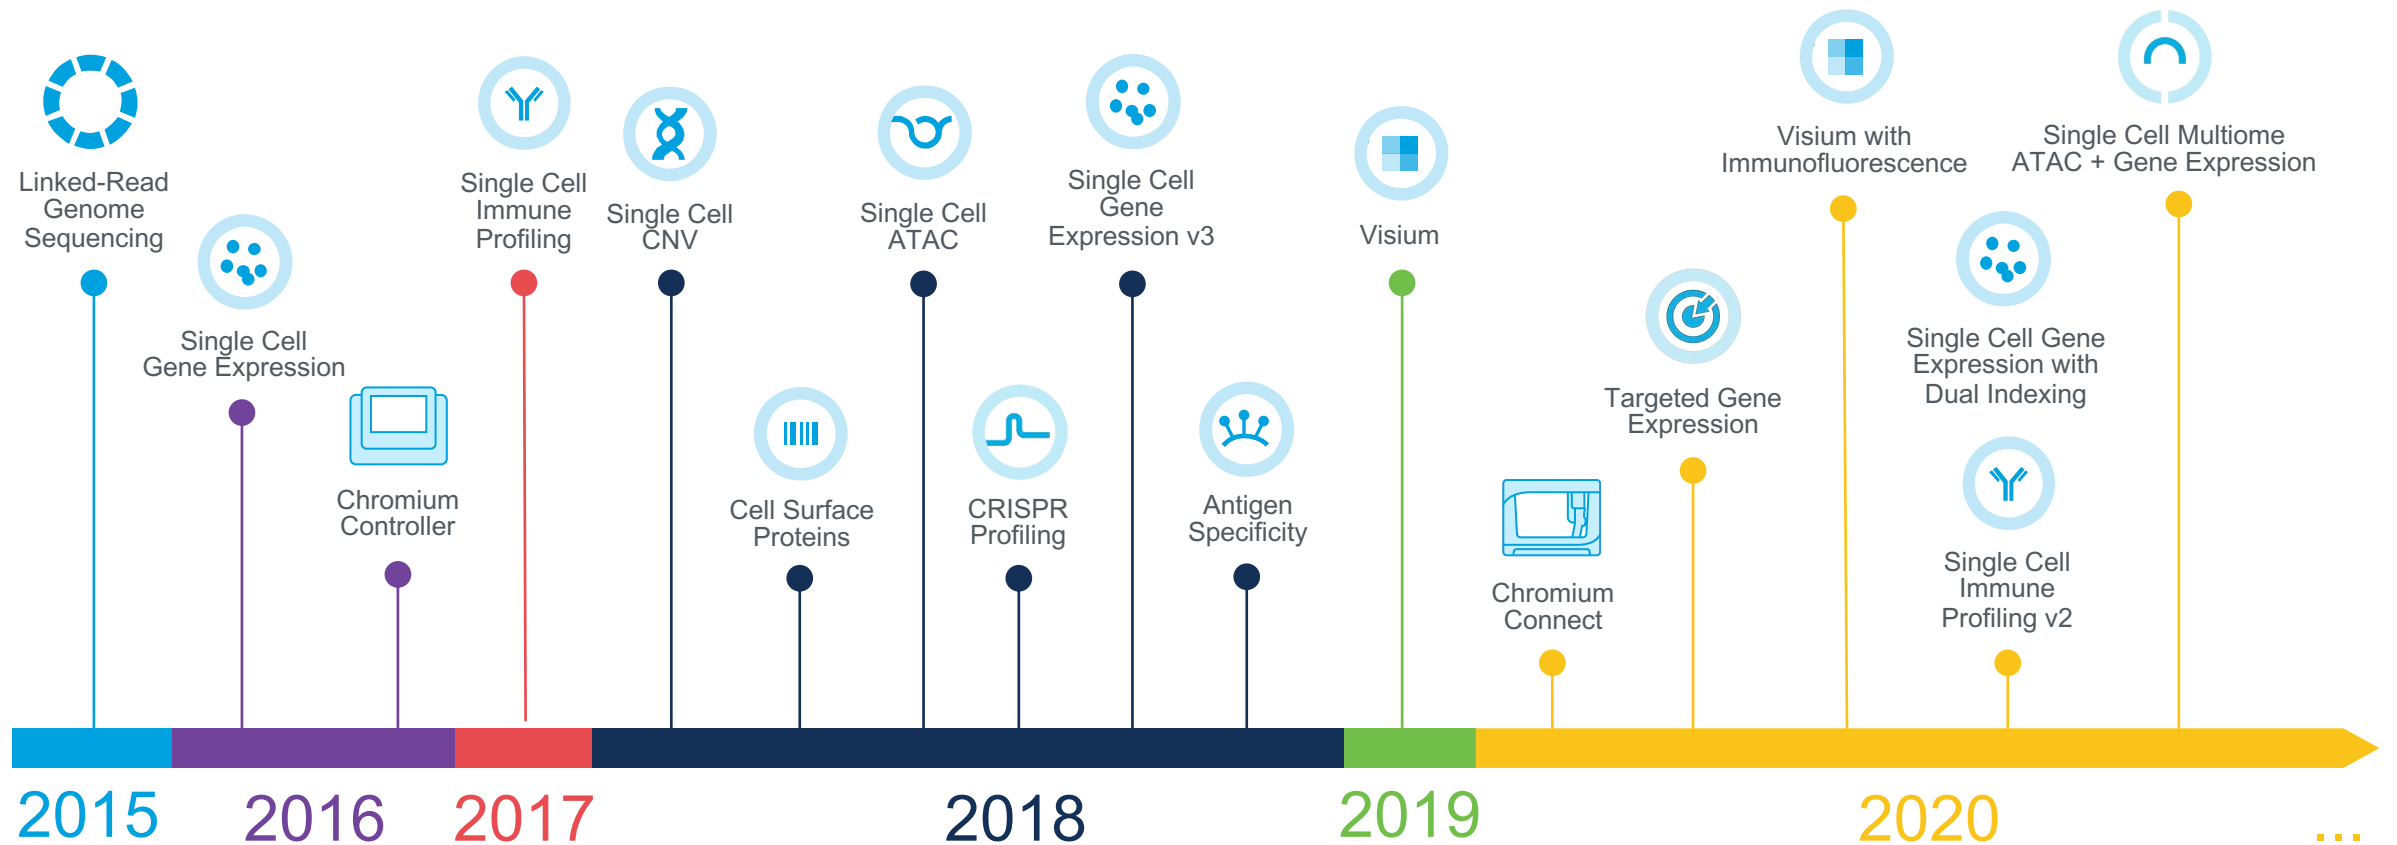 Linked-Read
Genome
Sequencing
Single Cell
Gene Expression
Chromium
Controller
Single Cell
Immune
Profiling
Single Cell
CNV
Cell Surface
Proteins
Single Cell
ATAC
CRISPR
Profiling
Single Cell
Gene
Expression v3
Antigen
Specificity
Visium
Chromium
Connect
Targeted Gene
Expression
Visium with
Immunofluorescence
Single Cell Gene
Expression with
Dual Indexing
Single Cell
Immune
Profiling v2
Single Cell Multiome
ATAC + Gene Expression
2015
2016
2017
2018
2019
2020
...